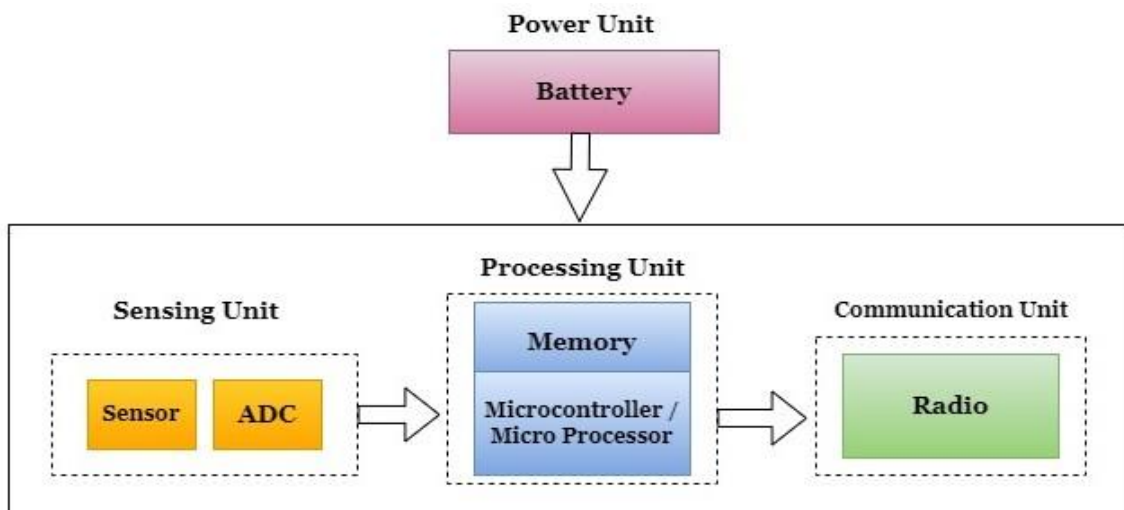 Power Unit
Battery
Processing Unit
Sensing Unit
Communication Unit
Memory
Sensor
ADC
Microcontroller /
Micro Processor
Radio